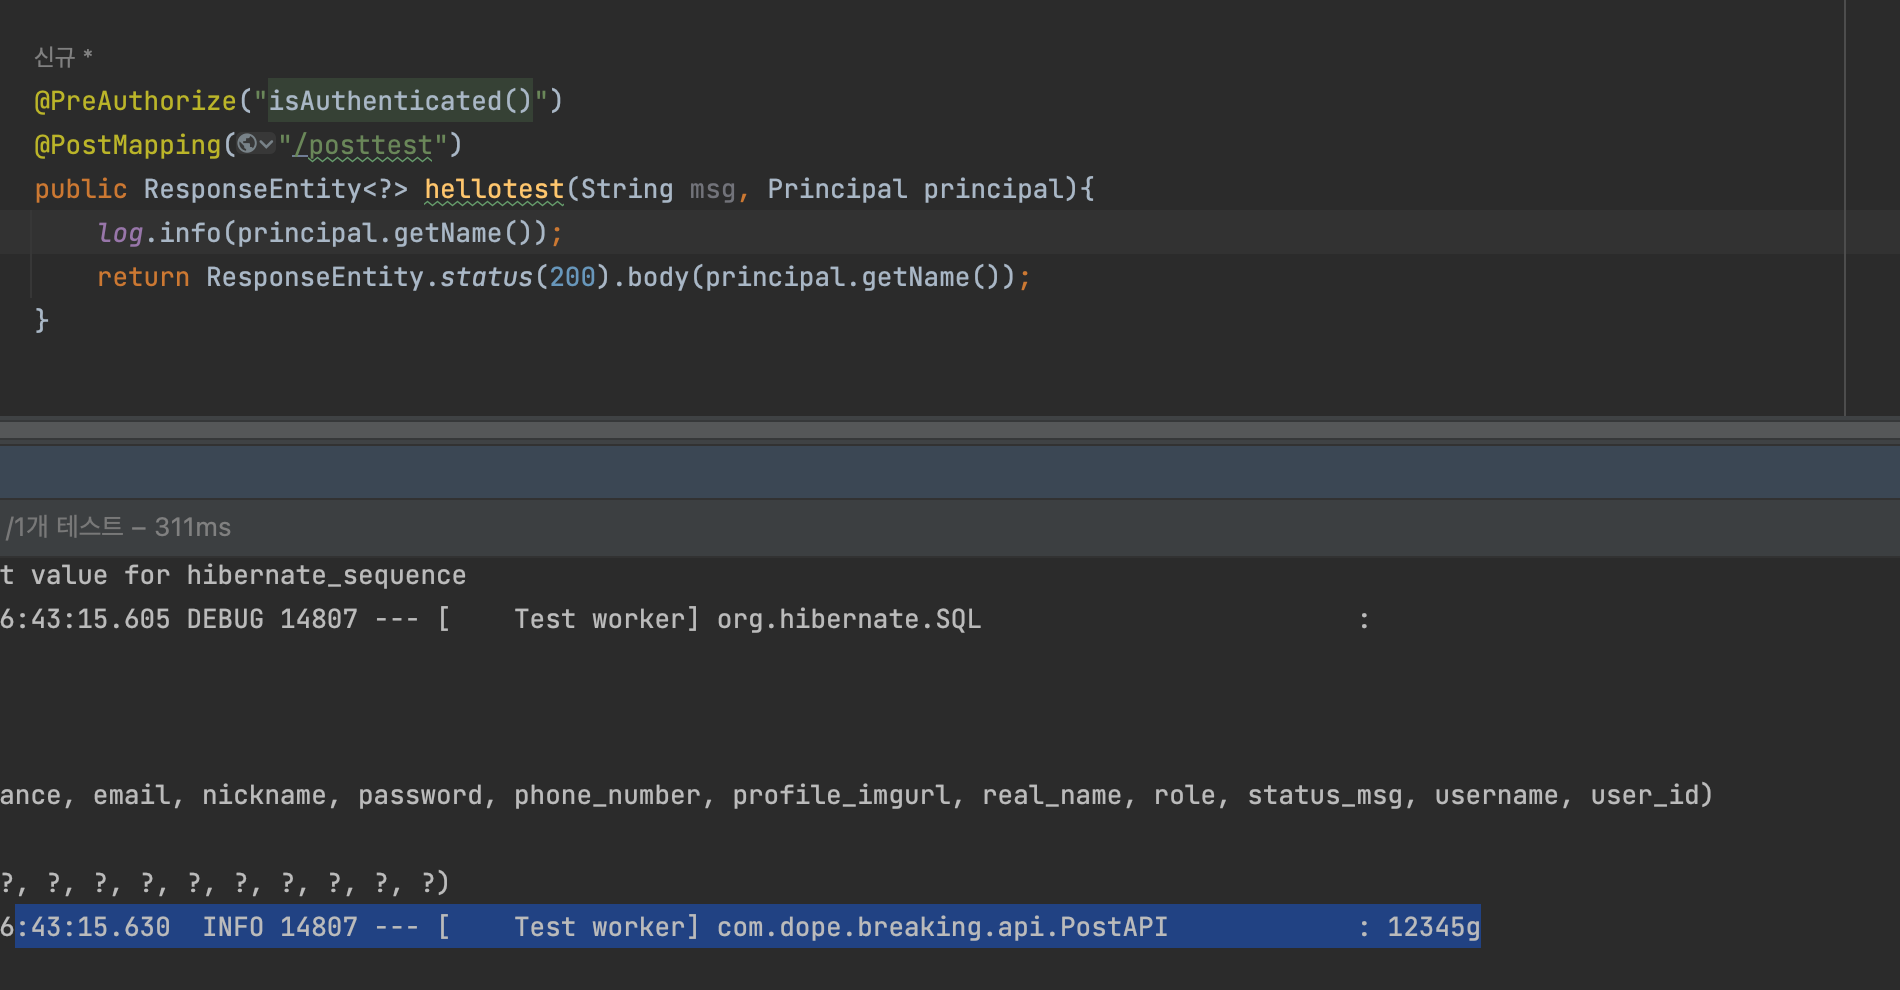 신규 *
@PreAuthorize("isAuthenticated()")
@PostMapping("/posttest")
public ResponseEntity<?> hellotest(String msg, Principal principal){
log.info(principal.getName());
return ResponseEntity.status(200).body(principal.getName());
}
/1개 테스트 – 311ms
t value for hibernate_sequence
6:43:15.605 DEBUG 14807 --- [    Test worker] org.hibernate.SQL                        :
ance, email, nickname, password, phone_number, profile_imgurl, real_name, role, status_msg, username, user_id)
?, ?, ?, ?, ?, ?, ?, ?, ?, ?)
6:43:15.630  INFO 14807 --- [    Test worker] com.dope.breaking.api.PostAPI            : 12345g